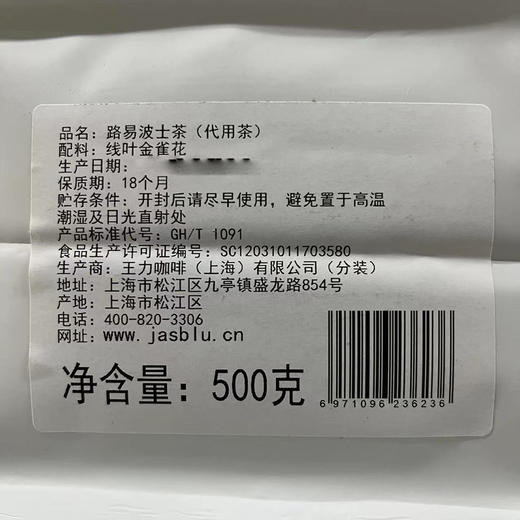 品名：路易波士茶（代用茶）
配料：线叶金雀花
生产日期：
保质期：18个月
贮存条件：开封后请尽早使用，避免置于高温
潮湿及日光直射处
产品标准代号：GH/T 1091
食品生产许可证编号：SC12031011703580
生产商：王力咖啡（上海）有限公司（分装）
地址：上海市松江区九亭镇盛龙路854号
产地：上海市松江区
电话：400-820-3306
网址：www.jasblu.cn
净含量：500克
6 971096 236236